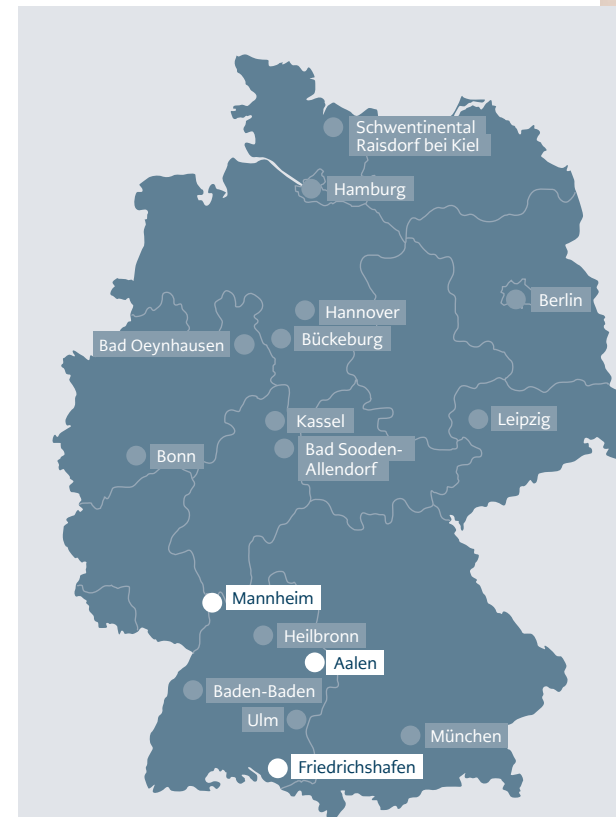 Schwentinental
Raisdorf bei Kiel
Hamburg
Berlin
Hannover
Bückeburg
Bad Oeynhausen
Kassel
Leipzig
Bonn
Bad Sooden-
Allendorf
Mannheim
Heilbronn
Aalen
Baden-Baden
Ulm
München
Friedrichshafen